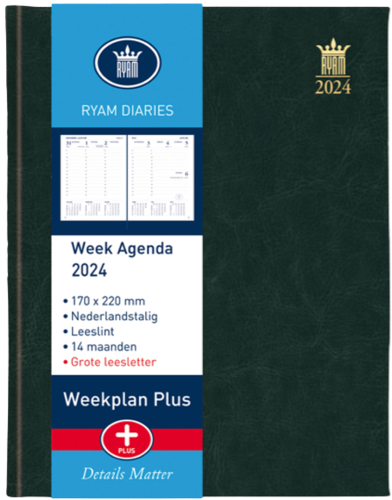 RYAM
RYAM DIARIES
Week Agenda
2024
• 170 x 220 mm
• Nederlandstalig
• Leeslint
• 14 maanden
• Grote leesletter
Weekplan Plus
+
PLUS
Details Matter
RYAM
2024